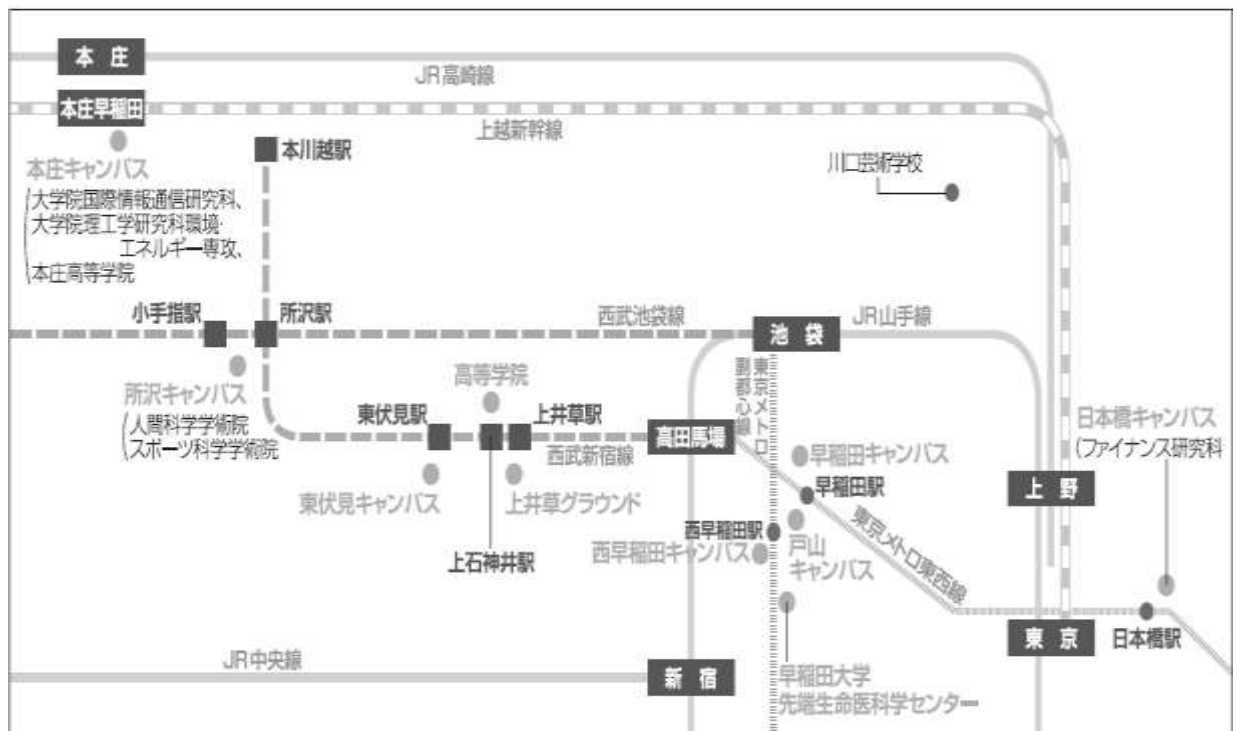 本庄
JR高崎線
本庄早稲田
上越新幹線
本庄キャンパス
(大学院国際情報通信研究科、
大学院理工学研究科環境・
エネルギー専攻、
本庄高等学院
本川越駅
川口芸術学校
小手指駅
所沢駅
西武池袋線
池袋
JR山手線
所沢キャンパス
(人間科学学術院
スポーツ科学学術院
高等学院
東伏見駅
上井草駅
西武新宿線
高田馬場
東京メトロ
副都心線
早稲田キャンパス
早稲田駅
日本橋キャンパス
(ファイナンス研究科
上野
東伏見キャンパス
上井草グラウンド
上石神井駅
西早稲田駅
西早稲田キャンパス
戸山
キャンパス
東京メトロ東西線
東京
日本橋駅
JR中央線
新宿
早稲田大学
先端生命医科学センター